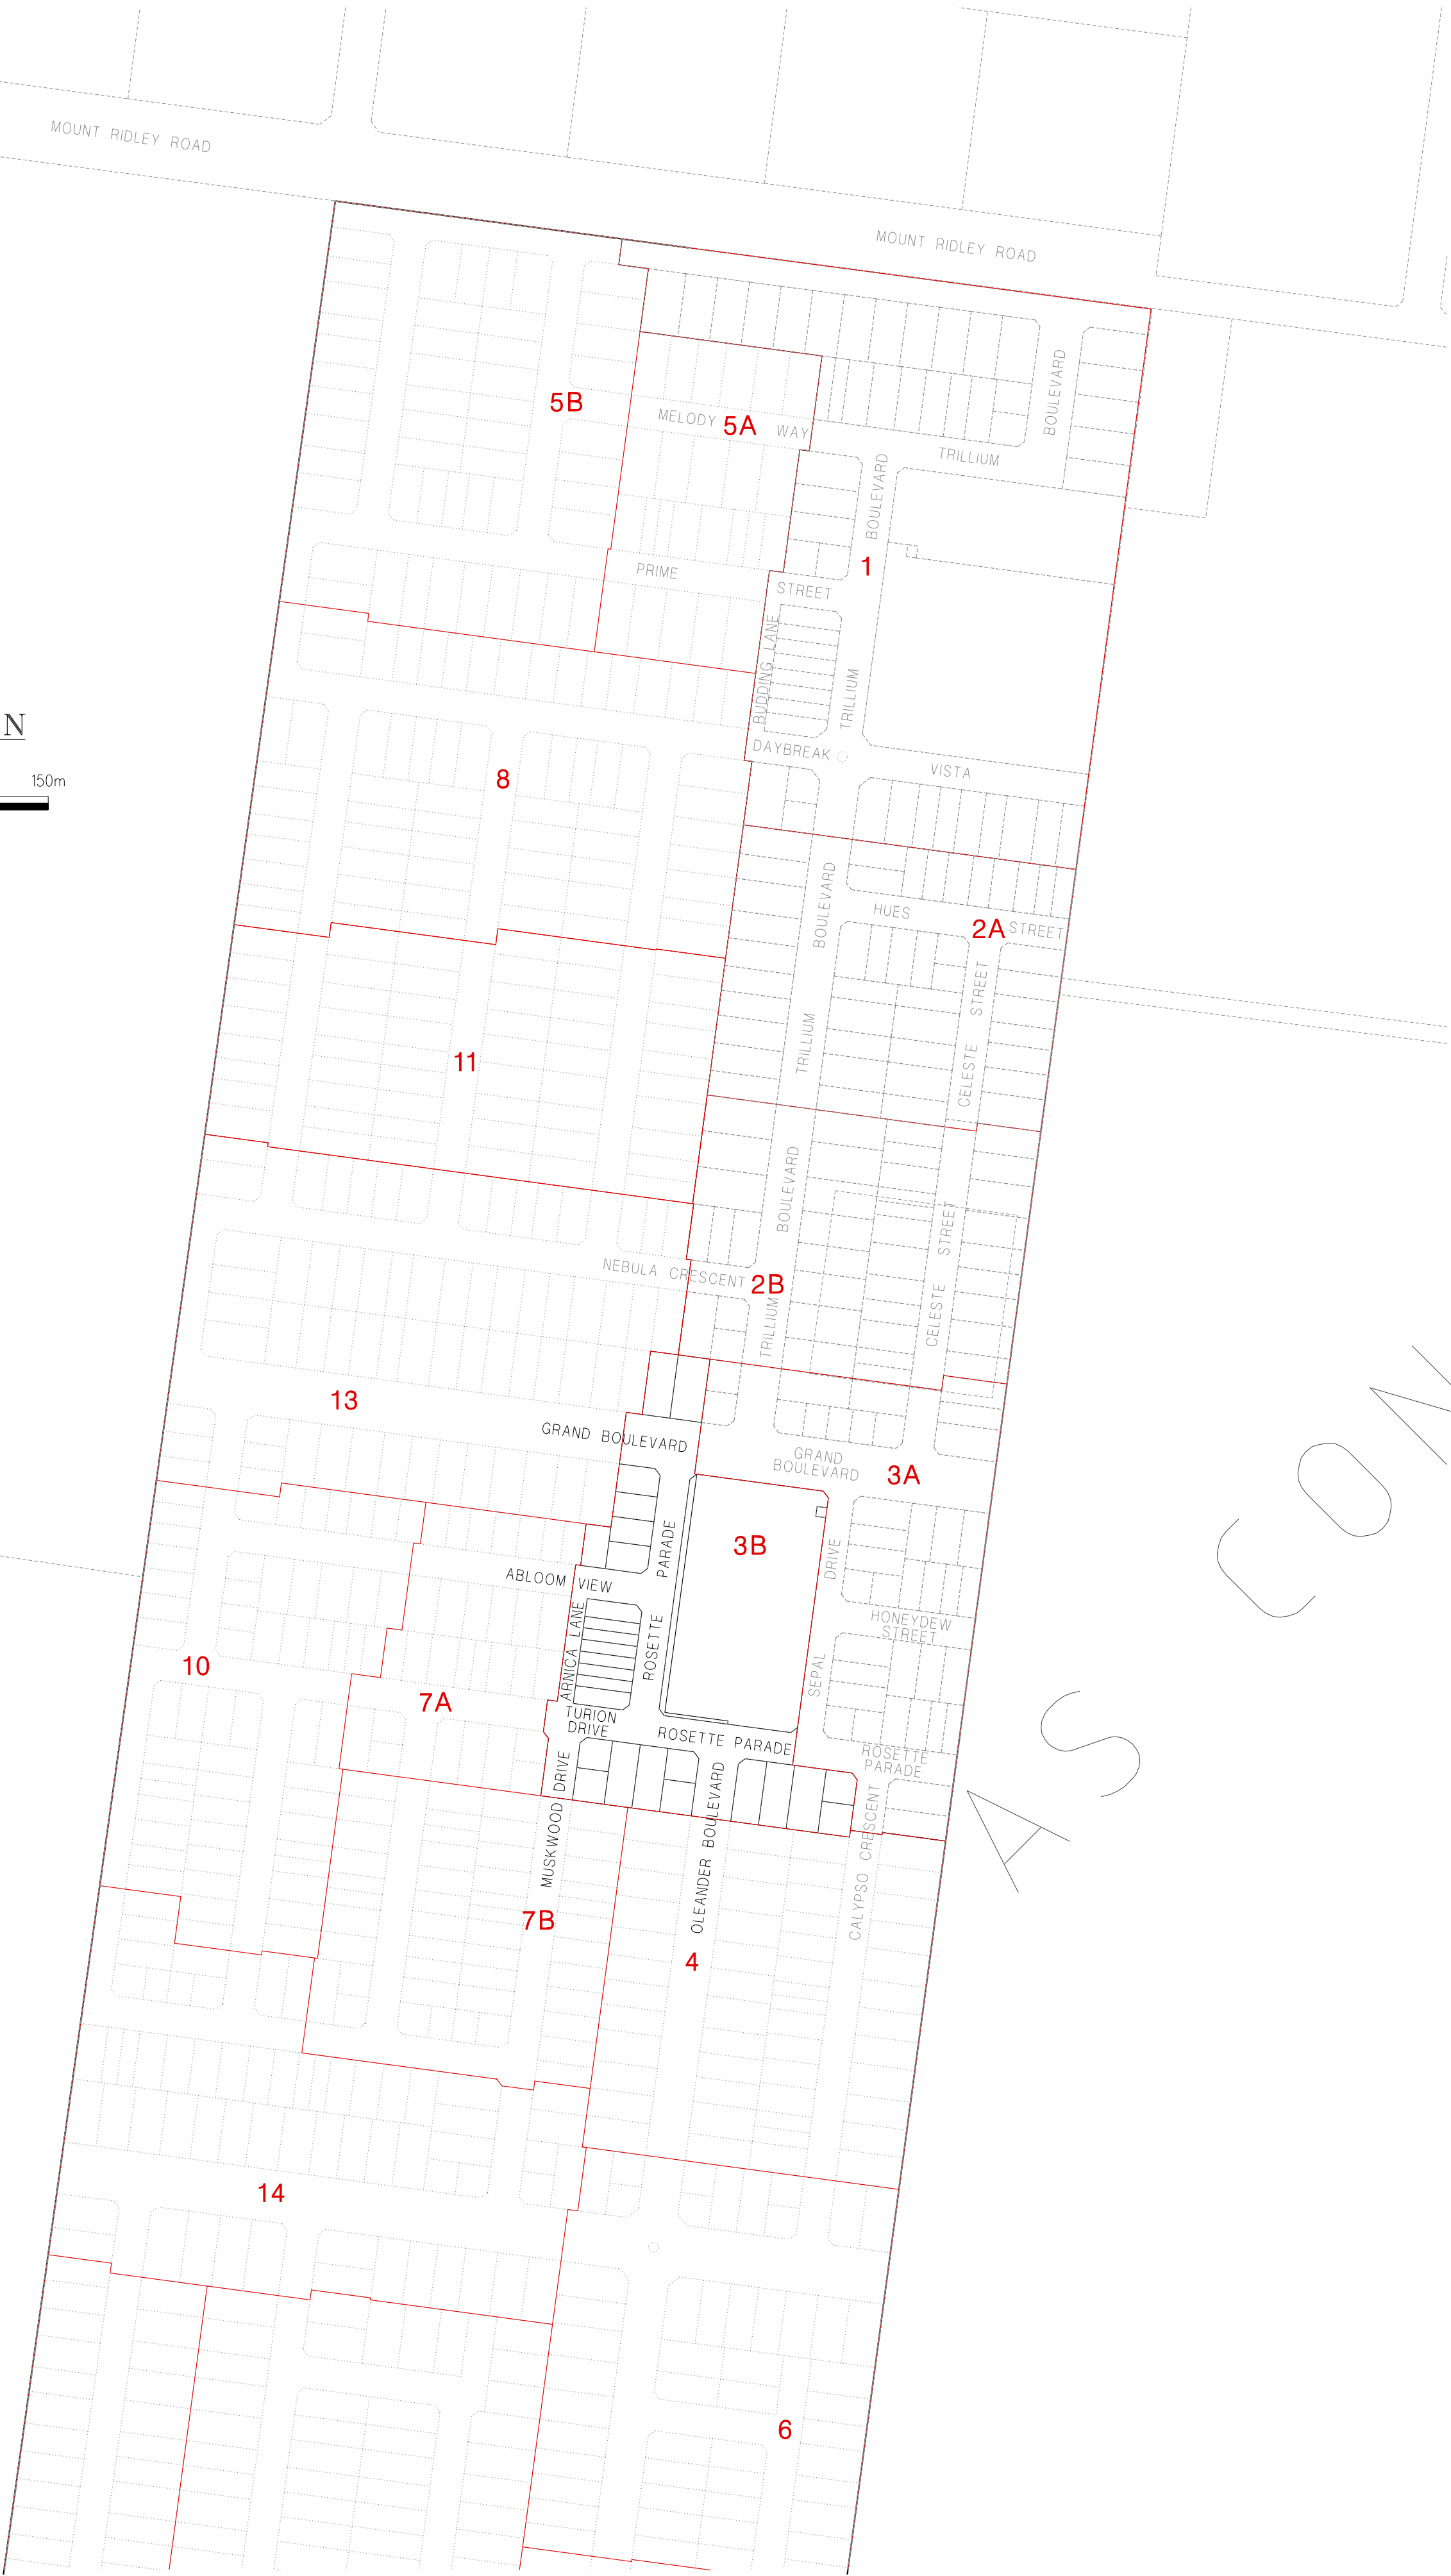 MOUNT RIDLEY ROAD
MOUNT RIDLEY ROAD
BOULEVARD
5B
MELODY
5A
WAY
TRILLIUM
BOULEVARD
1
PRIME
STREET
BUDDING LANE
TRILLIUM
N
DAYBREAK
VISTA
150m
8
BOULEVARD
HUES
2A
STREET
STREET
TRILLIUM
CELESTE
11
BOULEVARD
STREET
NEBULA CRESCENT
2B
TRILLIUM
CELESTE
13
GRAND BOULEVARD
GRAND
BOULEVARD
3A
CON
3B
PARADE
DRIVE
ABLOOM VIEW
ARNICA LANE
ROSETTE
HONEYDEW
STREET
10
SEPAL
7A
TURION
DRIVE
ROSETTE PARADE
ROSETTE
PARADE
AS
MUSKWOOD DRIVE
OLEANDER BOULEVARD
CALYPSO CRESCENT
7B
4
14
6